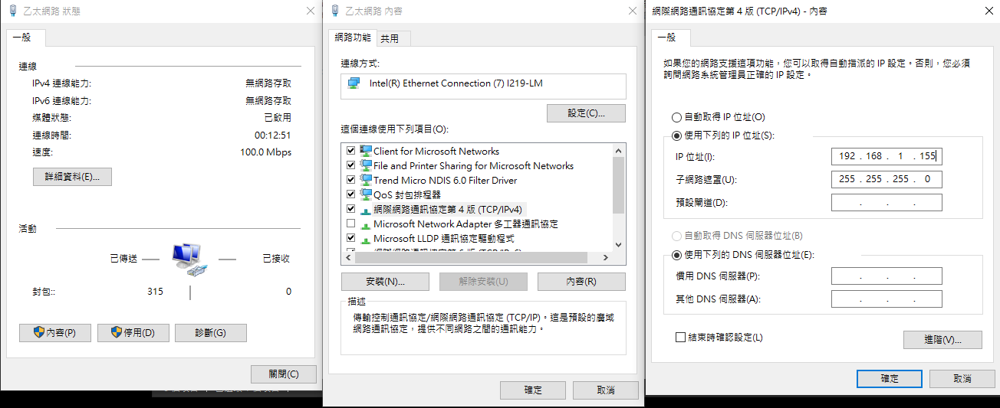 乙太網路 狀態
一般
連線
IPv4 連線能力:
無網路存取
IPv6 連線能力:
無網路存取
媒體狀態:
已啟用
連線時間:
00:12:51
速度:
100.0 Mbps
詳細資料(E)...
活動
已傳送
已接收
封包::
315
0
內容(P)
停用(D)
診斷(G)
關閉(C)
乙太網路 內容
網路功能
共用
連線方式:
Intel(R) Ethernet Connection (7) I219-LM
設定(C)...
這個連線使用下列項目(O):
Client for Microsoft Networks
File and Printer Sharing for Microsoft Networks
Trend Micro NDIS 6.0 Filter Driver
QoS 封包排程器
網際網路通訊協定第 4 版 (TCP/IPv4)
Microsoft Network Adapter 多工器通訊協定
Microsoft LLDP 通訊協定驅動程式
安裝(N)...
解除安裝(U)
內容(R)
描述
傳輸控制通訊協定/網際網路通訊協定 (TCP/IP)。這是預設的廣域
網路通訊協定，提供不同網路之間的通訊能力。
確定
取消
網際網路通訊協定第 4 版 (TCP/IPv4) - 內容
一般
如果您的網路支援這項功能，您可以取得自動指派的 IP 設定。否則，您必須
詢問網路系統管理員正確的 IP 設定。
自動取得 IP 位址(O)
使用下列的 IP 位址(S):
IP 位址(I):
192 . 168 . 1 . 155
子網路遮罩(U):
255 . 255 . 255 . 0
預設閘道(D):
. . .
自動取得 DNS 伺服器位址(B)
使用下列的 DNS 伺服器位址(E):
慣用 DNS 伺服器(P):
. . .
其他 DNS 伺服器(A):
. . .
結束時確認設定(L)
進階(V)...
確定
取消